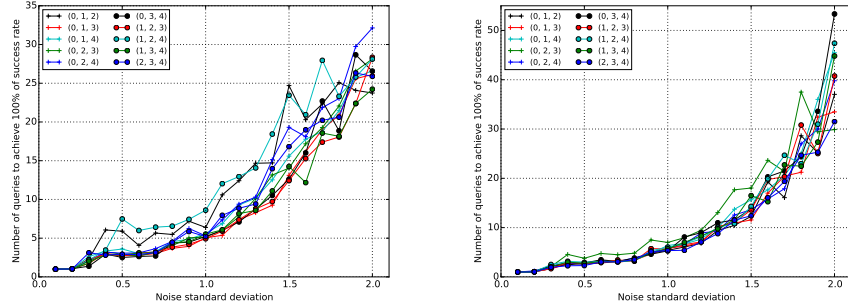 35
30
25
20
15
10
5
0
Number of queries to achieve 100% of success rate
(0, 1, 2)
(0, 1, 3)
(0, 1, 4)
(0, 2, 3)
(0, 2, 4)
(0, 3, 4)
(1, 2, 3)
(1, 2, 4)
(1, 3, 4)
(2, 3, 4)
0.0 0.5 1.0 1.5 2.0
Noise standard deviation
50
40
30
20
10
0
Number of queries to achieve 100% of success rate
(0, 1, 2)
(0, 1, 3)
(0, 1, 4)
(0, 2, 3)
(0, 2, 4)
(0, 3, 4)
(1, 2, 3)
(1, 2, 4)
(1, 3, 4)
(2, 3, 4)
0.0 0.5 1.0 1.5 2.0
Noise standard deviation